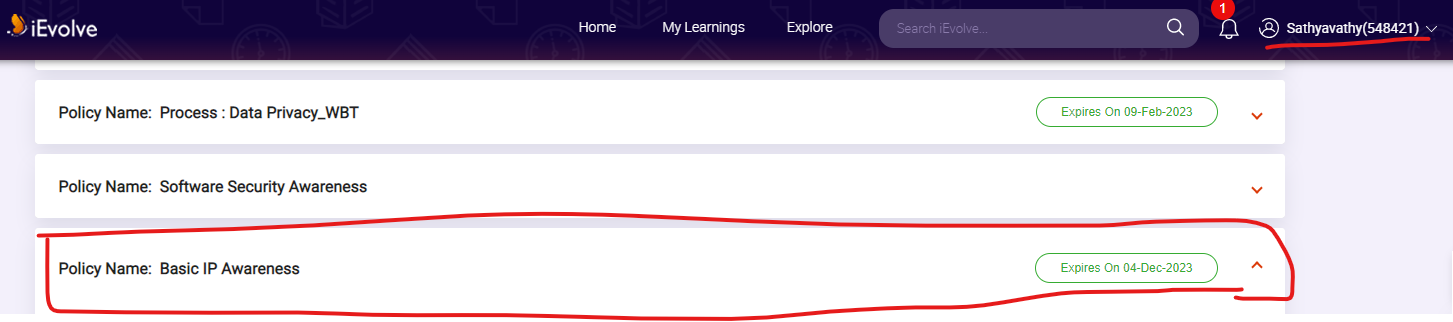 iEvolve Home My Learnings Explore Search iEvolve... 1 Sathyavathy(548421)
Policy Name: Process : Data Privacy_WBT Expires On 09-Feb-2023
Policy Name: Software Security Awareness
Policy Name: Basic IP Awareness Expires On 04-Dec-2023